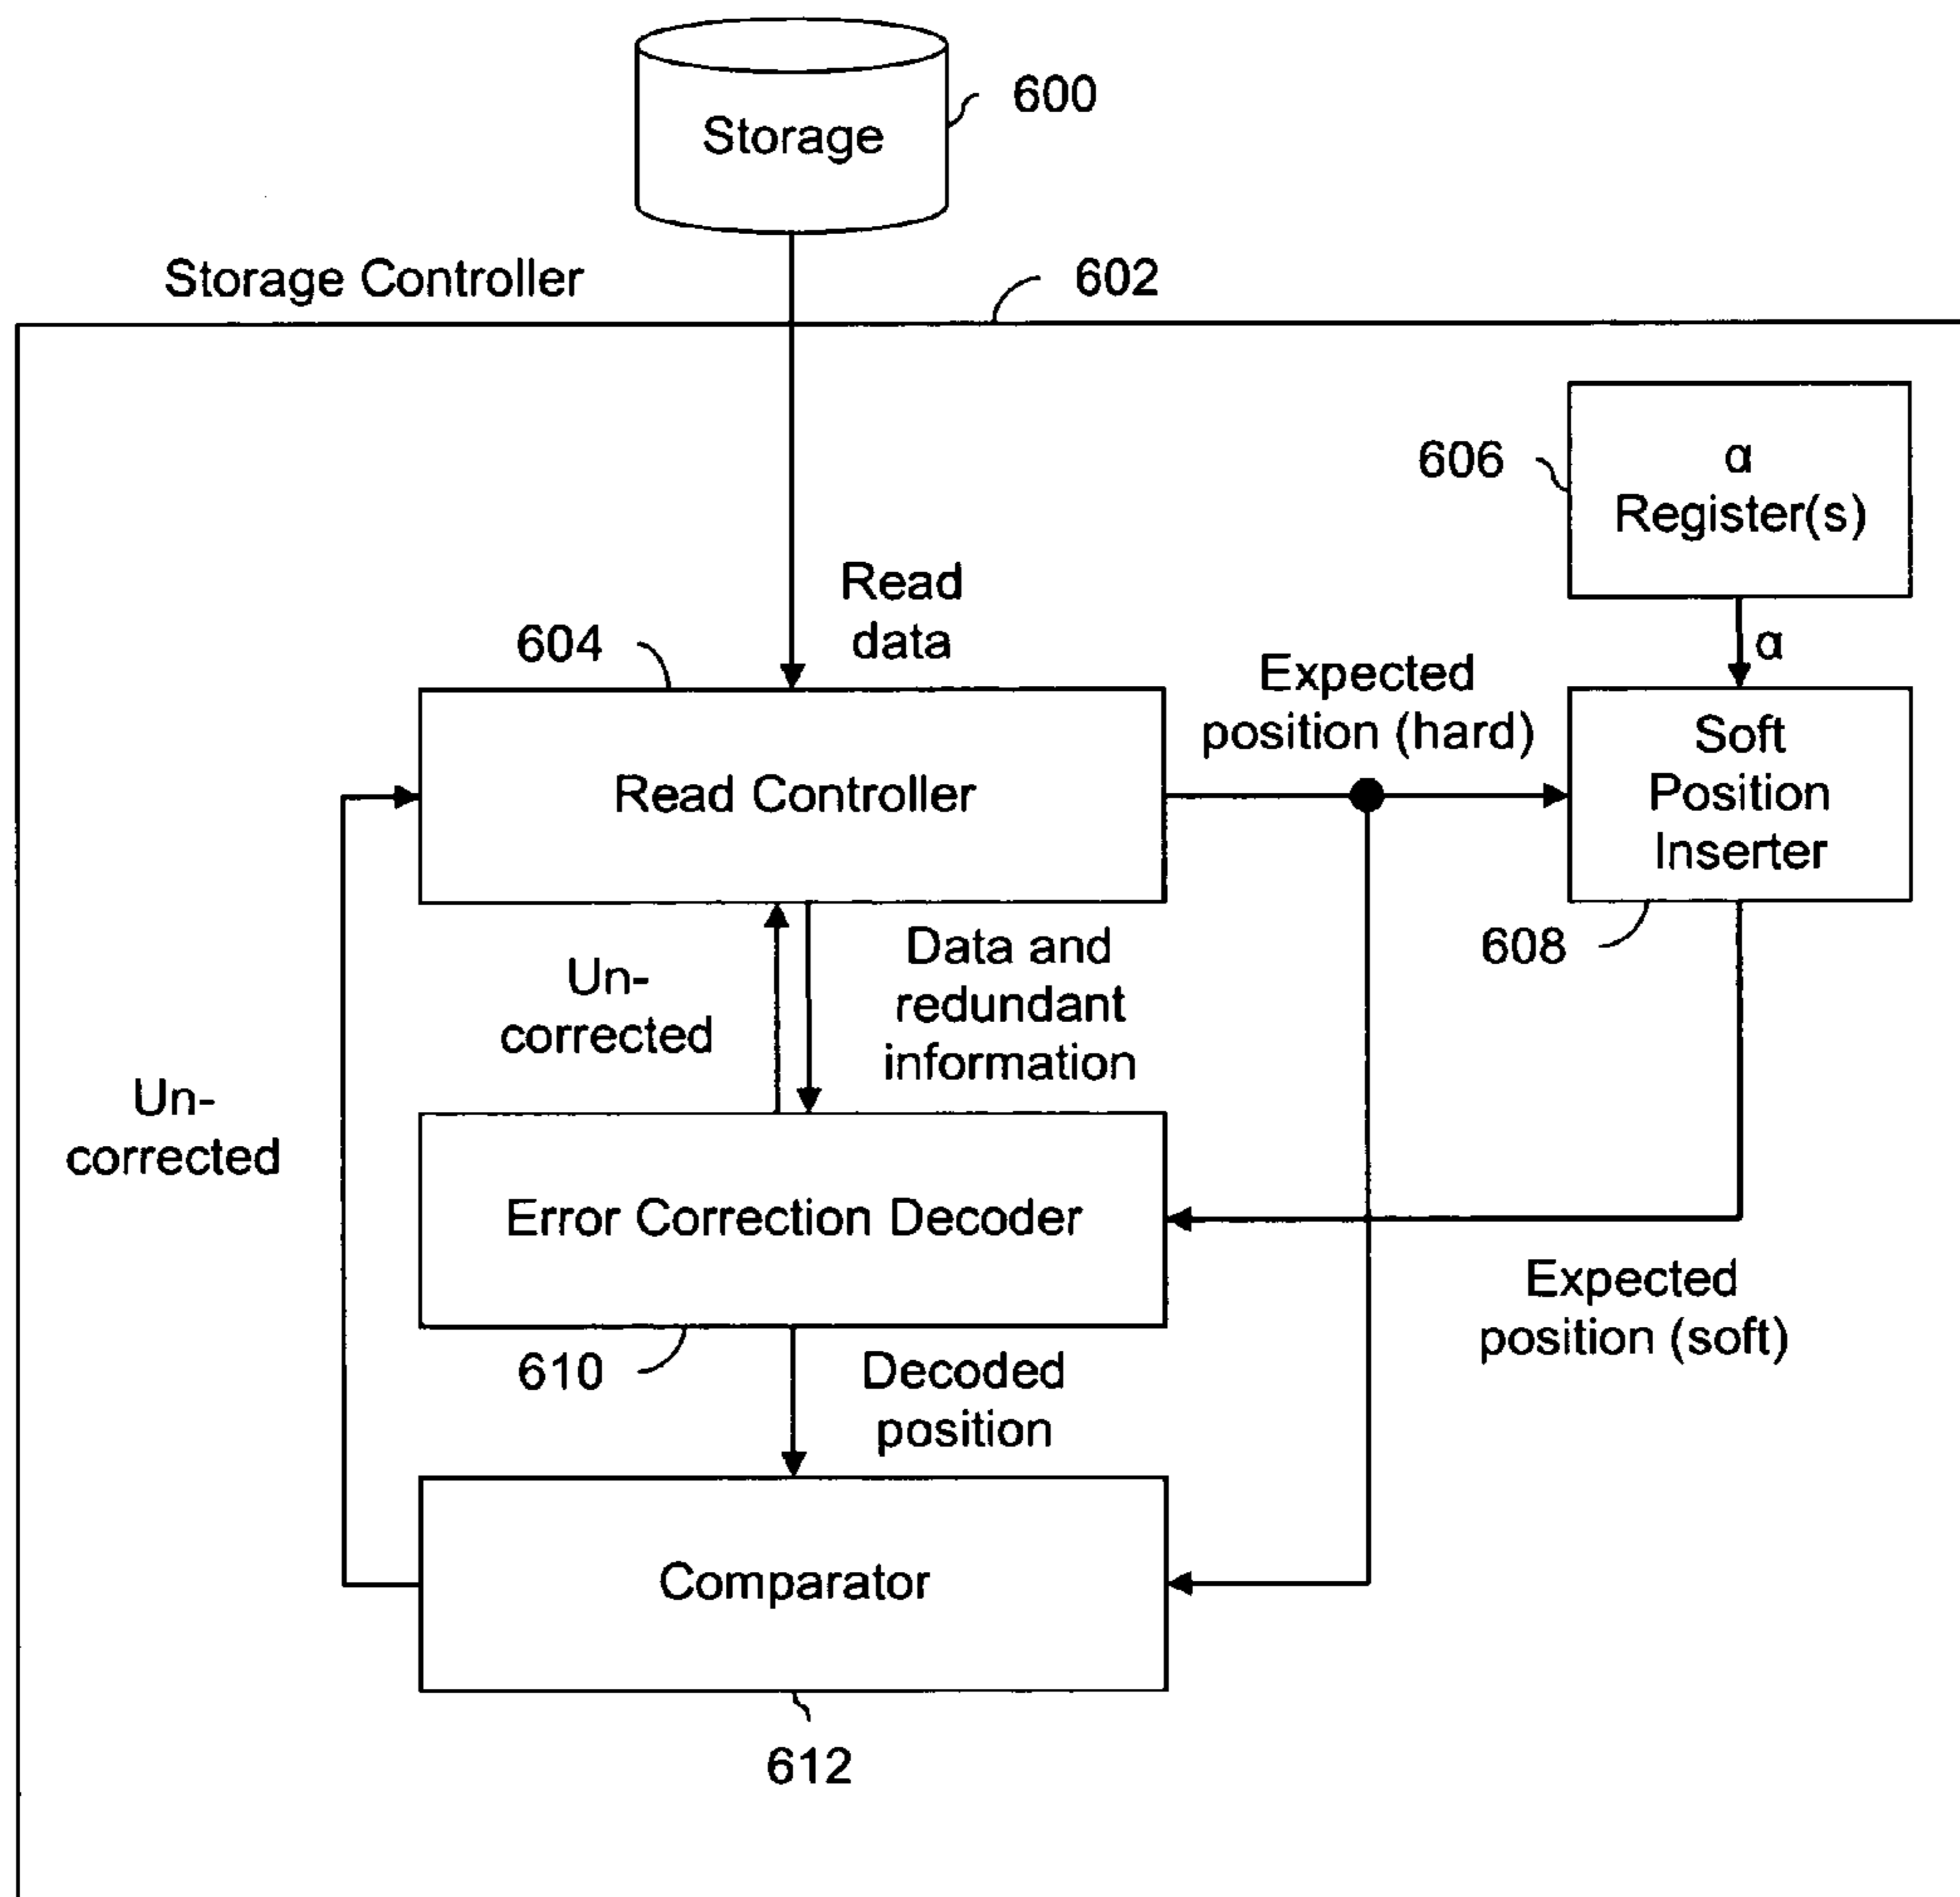 Storage
600
Storage Controller
602
α
Register(s)
606
α
Read
data
604
Expected
position (hard)
Read Controller
Soft
Position
Inserter
608
Un-
corrected
Data and
redundant
information
Un-
corrected
Error Correction Decoder
Expected
position (soft)
610
Decoded
position
Comparator
612